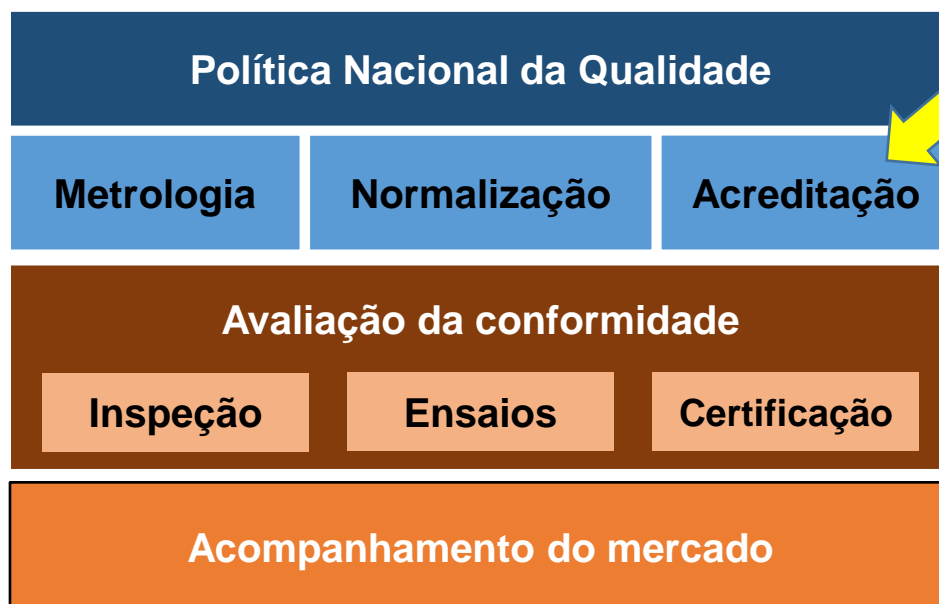 Política Nacional da Qualidade
Metrologia
Normalização
Acreditação
Avaliação da conformidade
Inspeção
Ensaios
Certificação
Acompanhamento do mercado